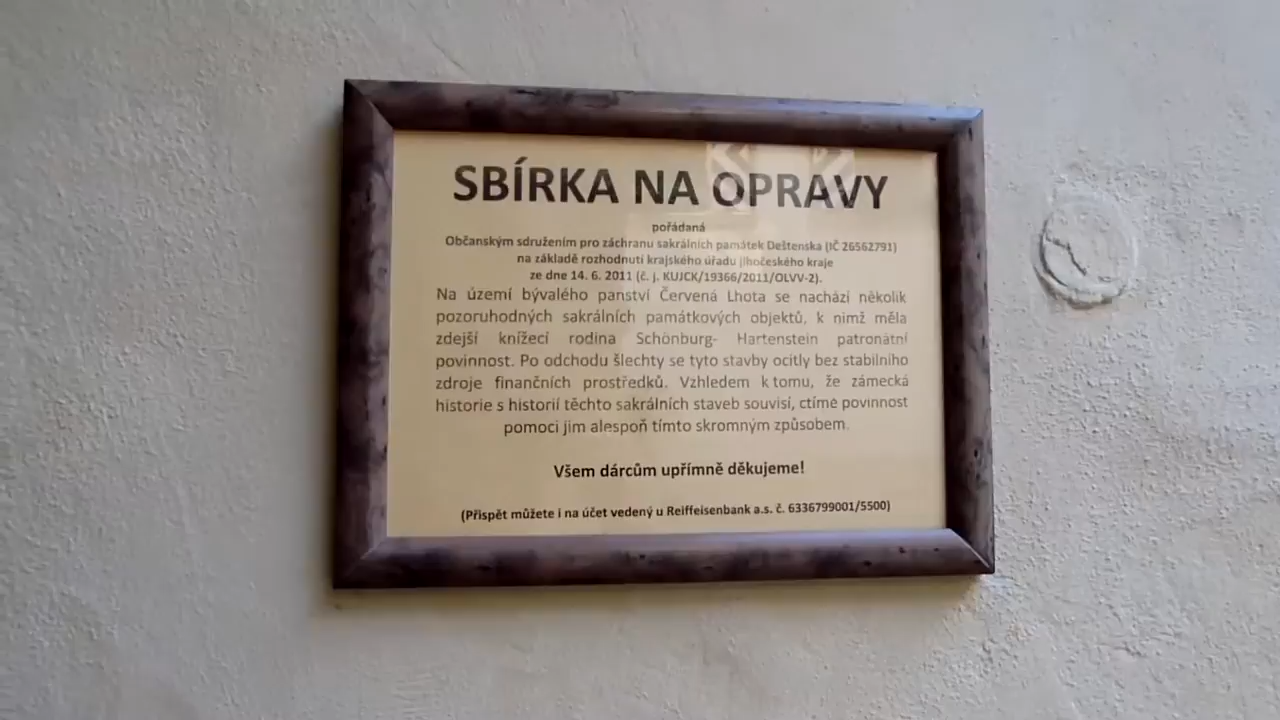 SBÍRKA NA OPRAVY
pořádaná
Občanským sdružením pro záchranu sakrálních památek Deštenska (IČ 26562791)
na základě rozhodnutí krajského úřadu Jihočeského kraje
ze dne 14. 6. 2011 (č. j. KUJCK/19366/2011/OLVV-2).
Na území bývalého panství Červená Lhota se nachází několik
pozoruhodných sakrálních památkových objektů, k nimž měla
zdejší knížecí rodina Schönburg- Hartenstein patronátní
povinnost. Po odchodu šlechty se tyto stavby ocitly bez stabilního
zdroje finančních prostředků. Vzhledem k tomu, že zámecká
historie s historií těchto sakrálních staveb souvisí, ctíme povinnost
pomoci jim alespoň tímto skromným způsobem.
Všem dárcům upřímně děkujeme!
(Přispět můžete i na účet vedený u Reiffeisenbank a.s. č. 6336799001/5500)